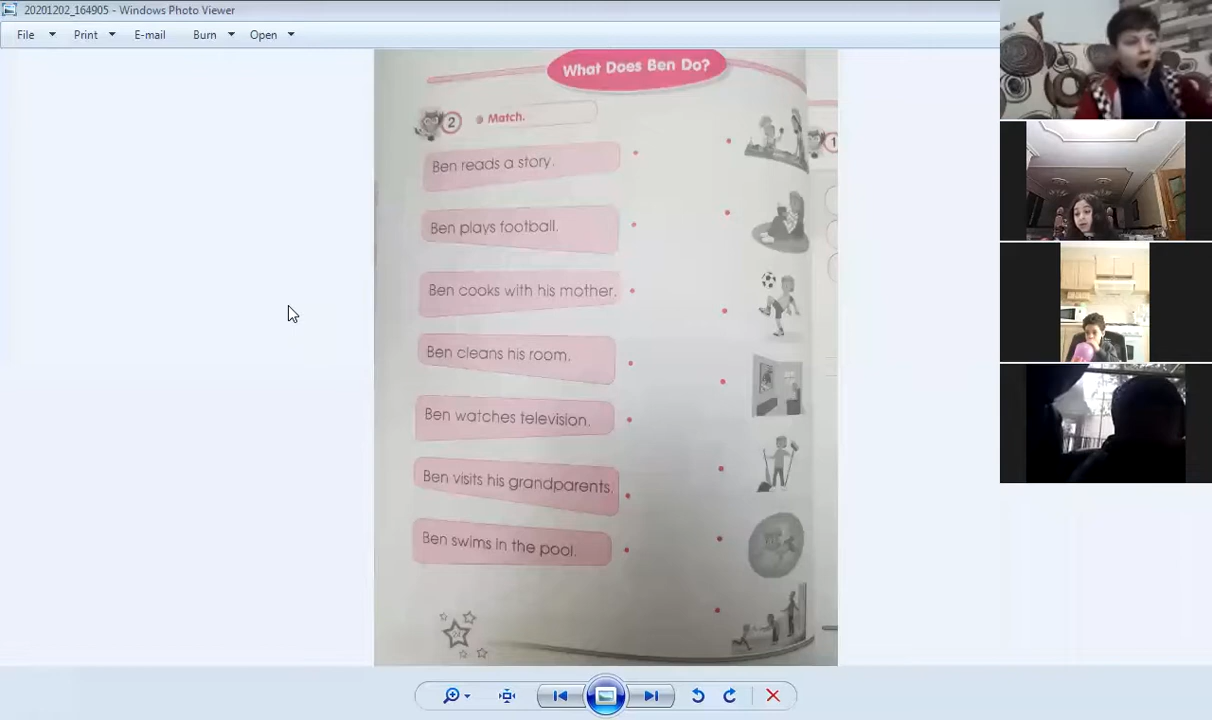 20201202_164905 - Windows Photo Viewer
File Print E-mail Burn Open
What Does Ben Do?
2 Match.
1
Ben reads a story.
Ben plays football.
Ben cooks with his mother.
Ben cleans his room.
Ben watches television.
Ben visits his grandparents.
Ben swims in the pool.